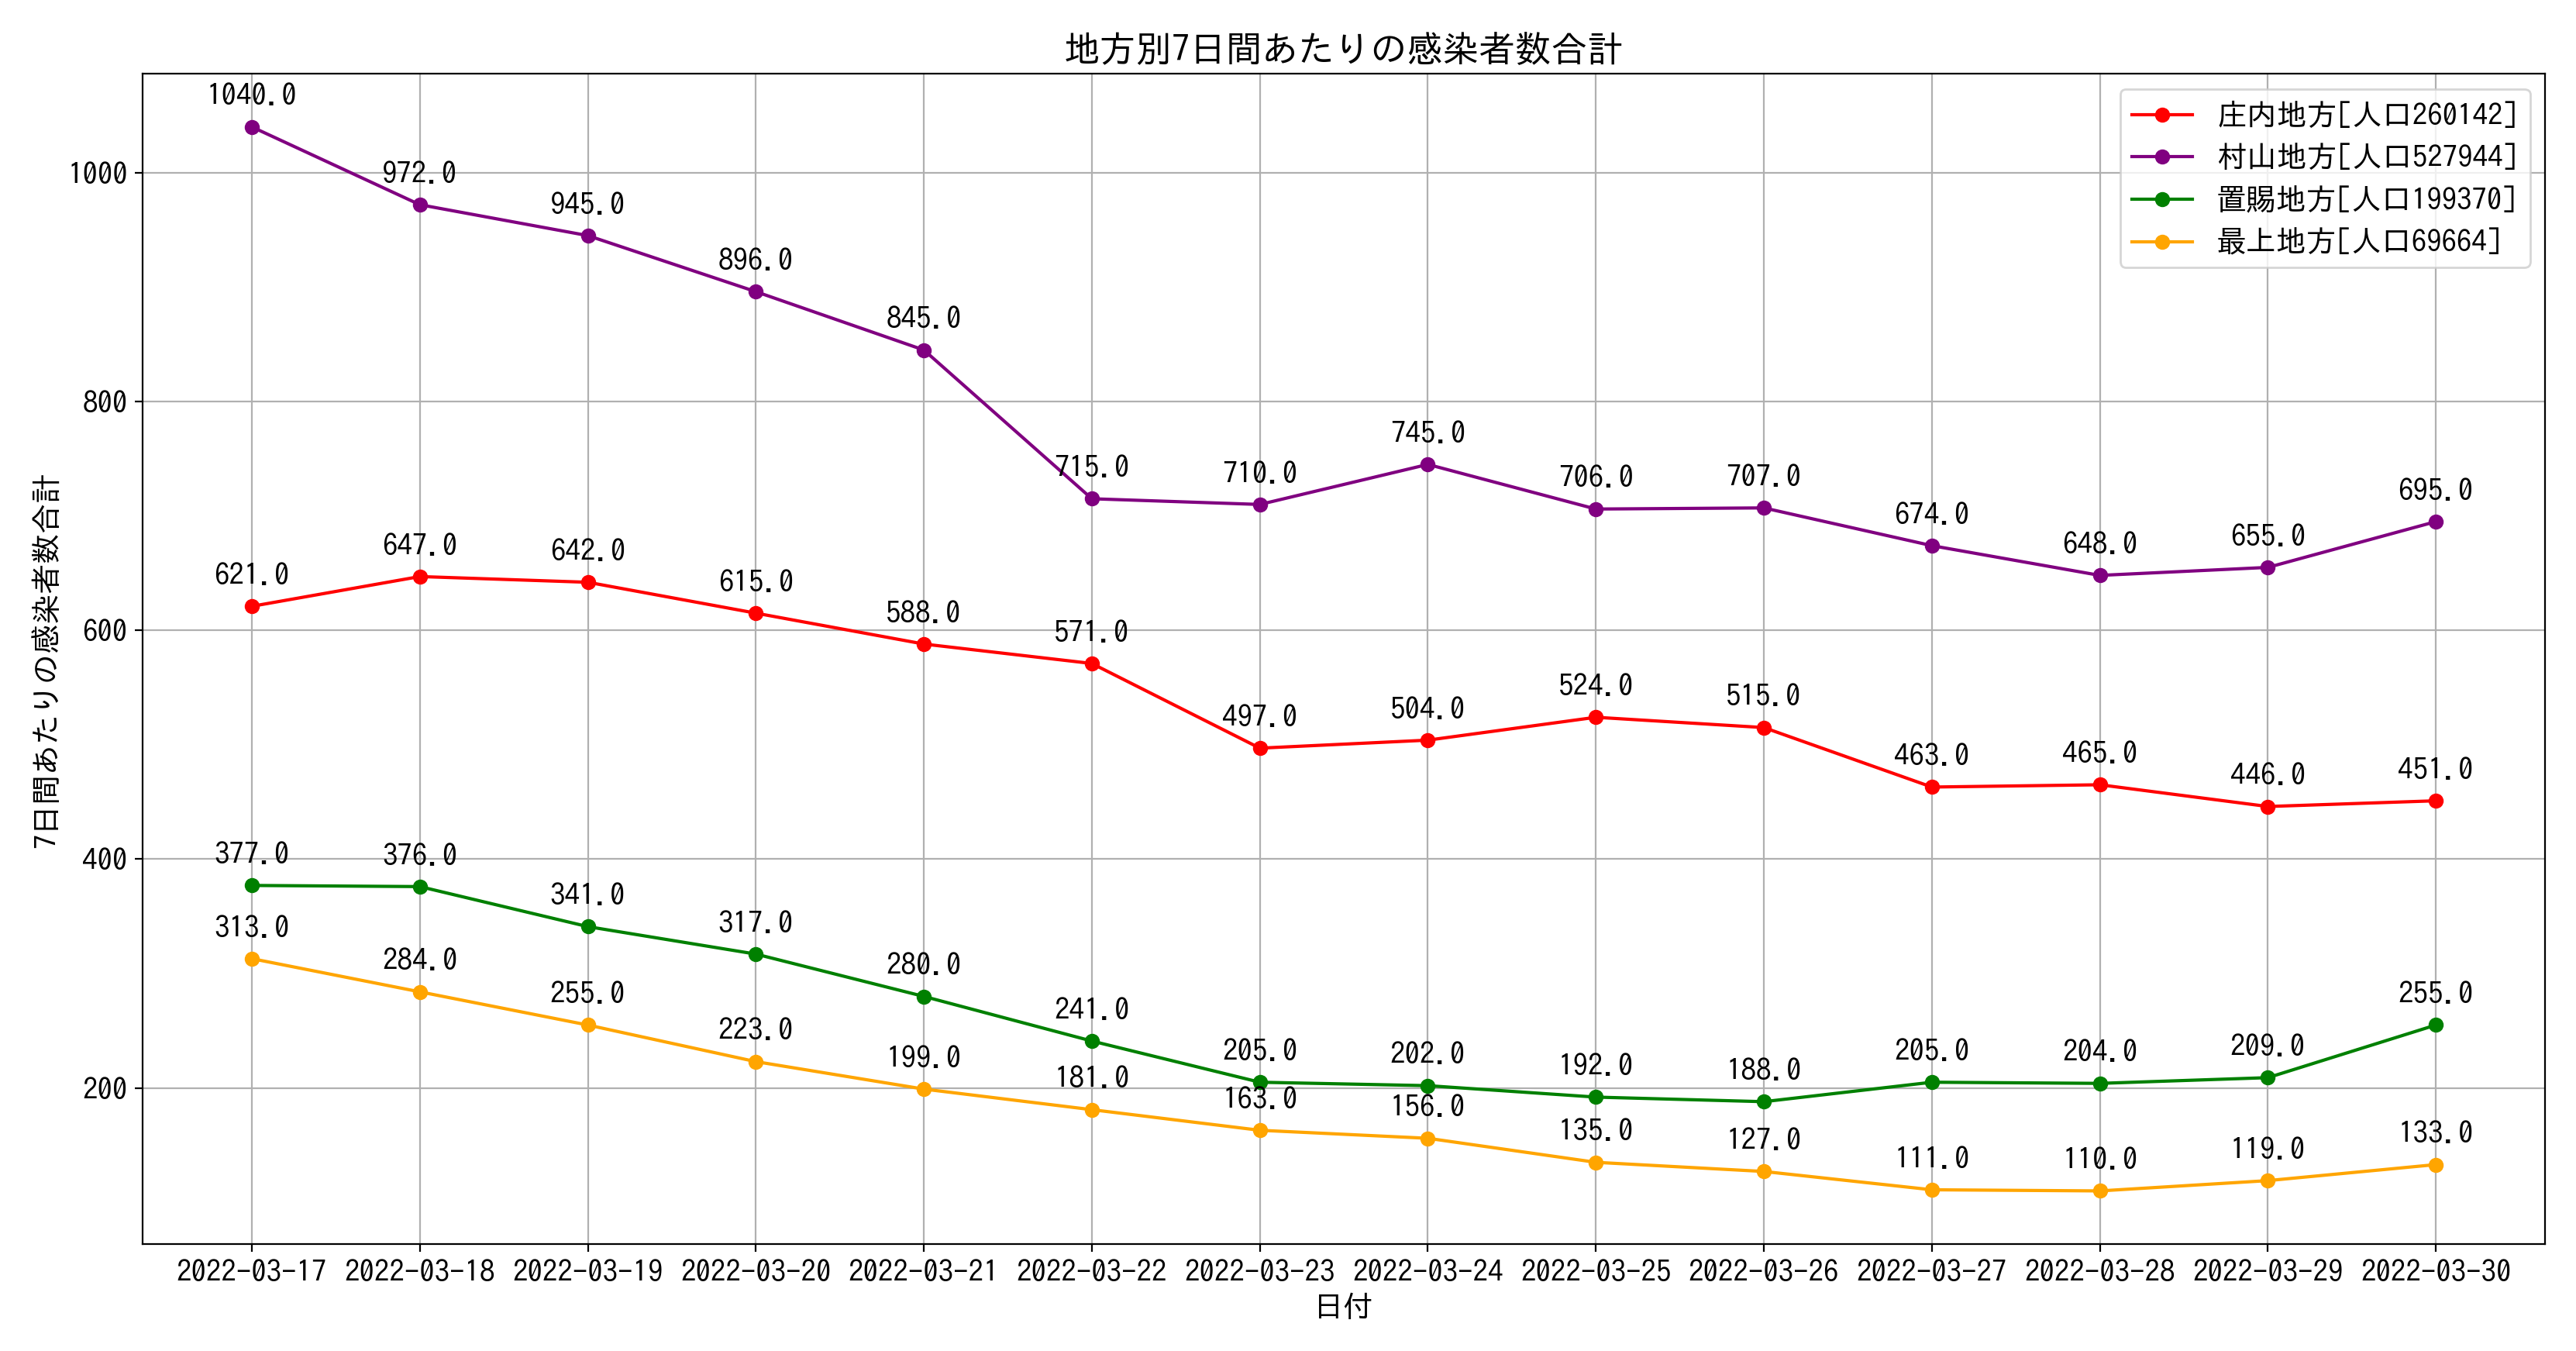 地方別7日間あたりの感染者数合計
7日間あたりの感染者数合計
1000
800
600
400
200
庄内地方[人口260142]
村山地方[人口527944]
置賜地方[人口199370]
最上地方[人口69664]
1040.0 972.0 945.0 896.0 845.0 715.0 710.0 745.0 706.0 707.0 674.0 648.0 655.0 695.0
621.0 647.0 642.0 615.0 588.0 571.0 497.0 504.0 524.0 515.0 463.0 465.0 446.0 451.0
377.0 376.0 341.0 317.0 280.0 241.0 205.0 202.0 192.0 188.0 205.0 204.0 209.0 255.0
313.0 284.0 255.0 223.0 199.0 181.0 163.0 156.0 135.0 127.0 111.0 110.0 119.0 133.0
2022-03-17 2022-03-18 2022-03-19 2022-03-20 2022-03-21 2022-03-22 2022-03-23 2022-03-24 2022-03-25 2022-03-26 2022-03-27 2022-03-28 2022-03-29 2022-03-30
日付